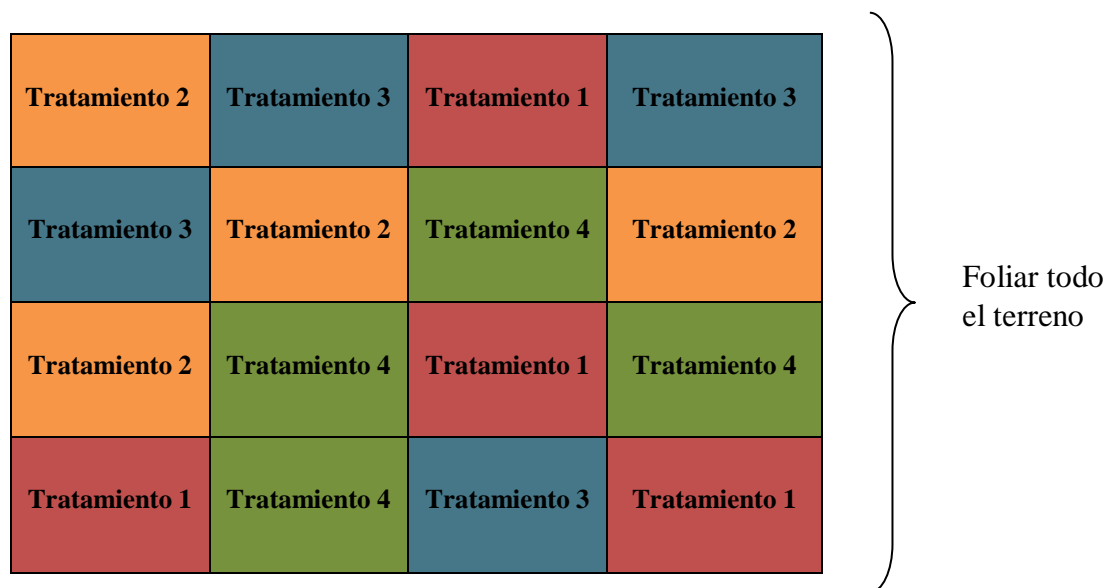 Tratamiento 2 Tratamiento 3 Tratamiento 1 Tratamiento 3
Tratamiento 3 Tratamiento 2 Tratamiento 4 Tratamiento 2
Tratamiento 2 Tratamiento 4 Tratamiento 1 Tratamiento 4
Tratamiento 1 Tratamiento 4 Tratamiento 3 Tratamiento 1
Foliar todo
el terreno